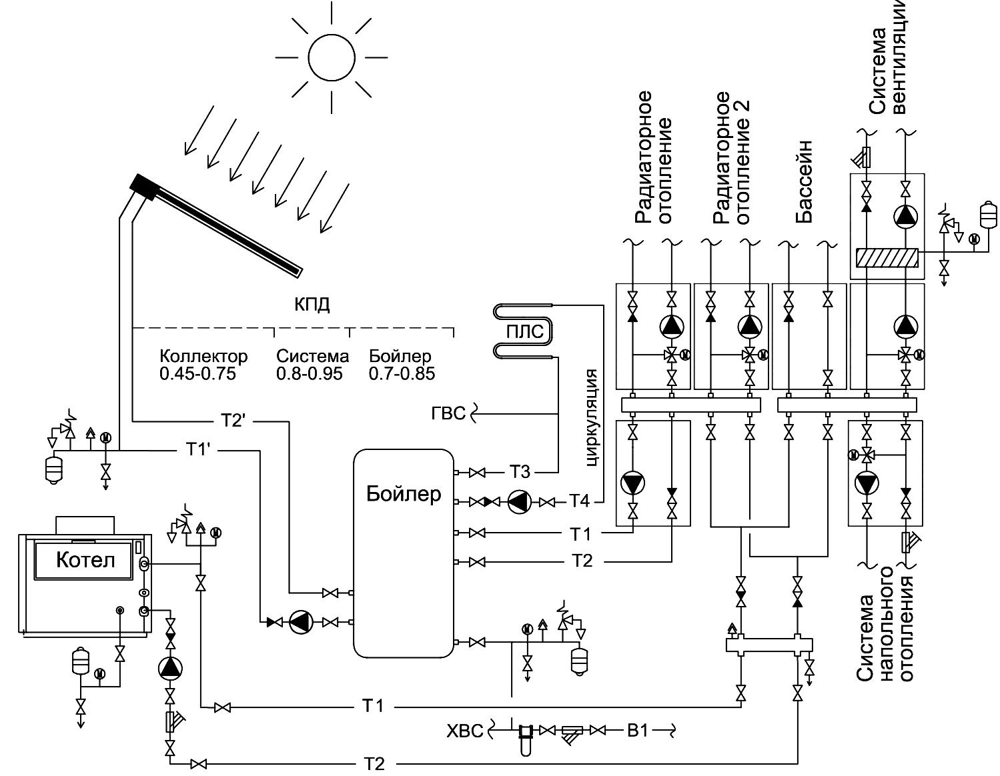 Система
вентиляции
Радиаторное
отопление
Радиаторное
отопление 2
Бассейн
КПД
Коллектор
0.45-0.75
Система
0.8-0.95
Бойлер
0.7-0.85
ПЛС
циркуляция
ГВС
T2'
T1'
T3
T4
T1
T2
Бойлер
Котел
Система
напольного
отопления
T1
ХВС
В1
T2
M
M
M
M
M
M
M
M
M
M